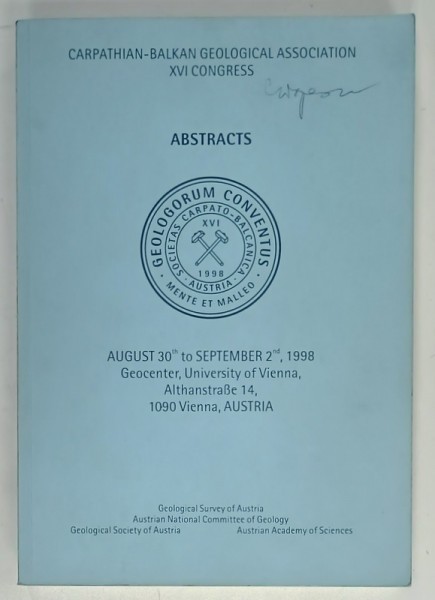 CARPATHIAN-BALKAN GEOLOGICAL ASSOCIATION
XVI CONGRESS
ABSTRACTS
GEOLOGORUM CONVENTUS
SOCIETAS CARPATO-BALCANICA
XVI
1998
· AUSTRIA ·
· MENTE ET MALLEO ·
AUGUST 30th to SEPTEMBER 2nd, 1998
Geocenter, University of Vienna,
Althanstraße 14,
1090 Vienna, AUSTRIA
Geological Survey of Austria
Austrian National Committee of Geology
Geological Society of Austria Austrian Academy of Sciences